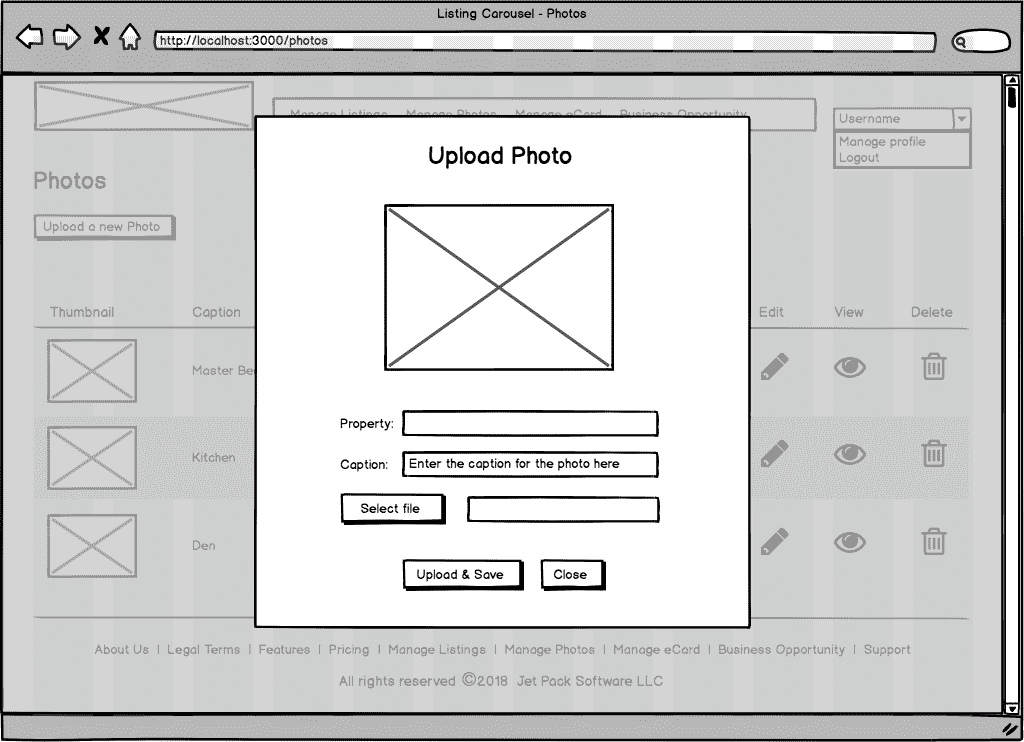 Listing Carousel - Photos
http://localhost:3000/photos
Manage Listings Manage Photos Manage eCard Business Opportunity
Username
Manage profile
Logout
Upload Photo
Photos
Upload a new Photo
Thumbnail Caption Edit View Delete
Master Be
Property:
Caption: Enter the caption for the photo here
Kitchen
Select file
Den
Upload & Save Close
About Us | Legal Terms | Features | Pricing | Manage Listings | Manage Photos | Manage eCard | Business Opportunity | Support
All rights reserved ©2018 Jet Pack Software LLC